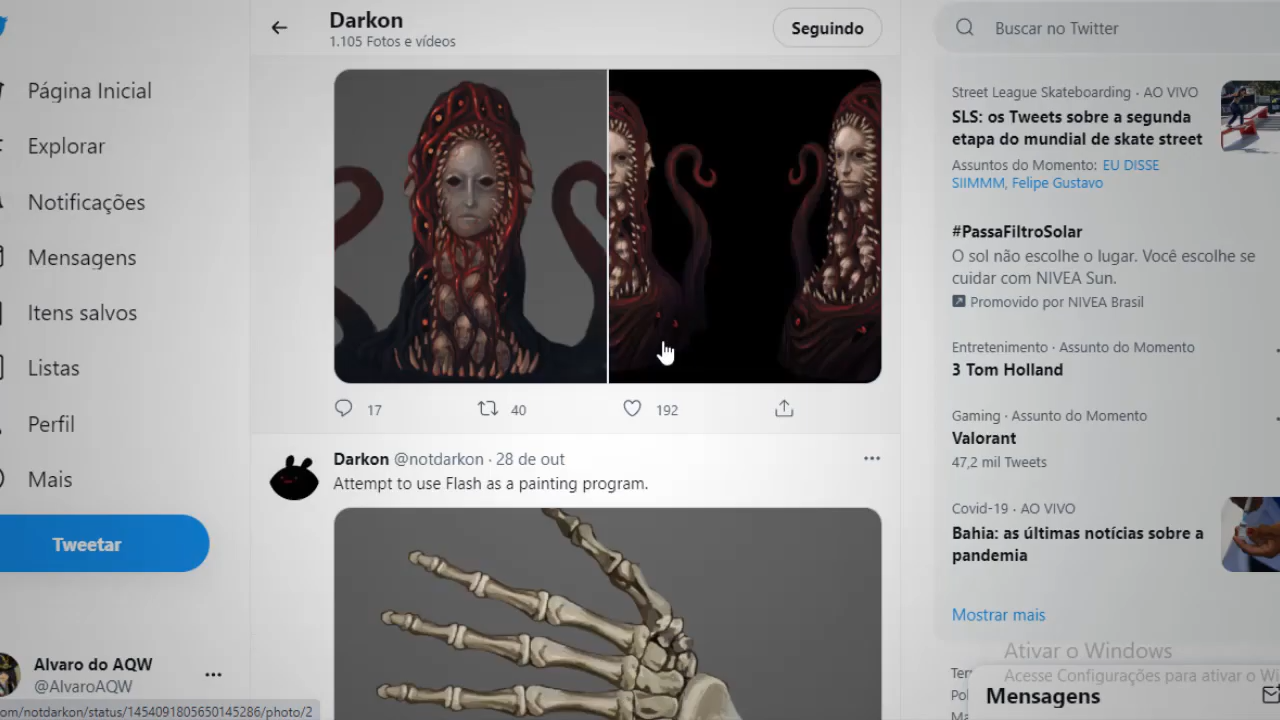 Darkon
1.105 Fotos e vídeos
Seguindo
Página Inicial
Explorar
Notificações
Mensagens
Itens salvos
Listas
Perfil
Mais
Tweetar
Alvaro do AQW
@AlvaroAQW
om/notdarkon/status/1454091805650145286/photo/2
17
40
192
Darkon @notdarkon · 28 de out
Attempt to use Flash as a painting program.
Buscar no Twitter
Street League Skateboarding · AO VIVO
SLS: os Tweets sobre a segunda
etapa do mundial de skate street
Assuntos do Momento: EU DISSE
SIIMMM, Felipe Gustavo
#PassaFiltroSolar
O sol não escolhe o lugar. Você escolhe se
cuidar com NIVEA Sun.
Promovido por NIVEA Brasil
Entretenimento · Assunto do Momento
3 Tom Holland
Gaming · Assunto do Momento
Valorant
47,2 mil Tweets
Covid-19 · AO VIVO
Bahia: as últimas notícias sobre a
pandemia
Mostrar mais
Ativar o Windows
Acesse Configurações para ativar o Wi
Mensagens